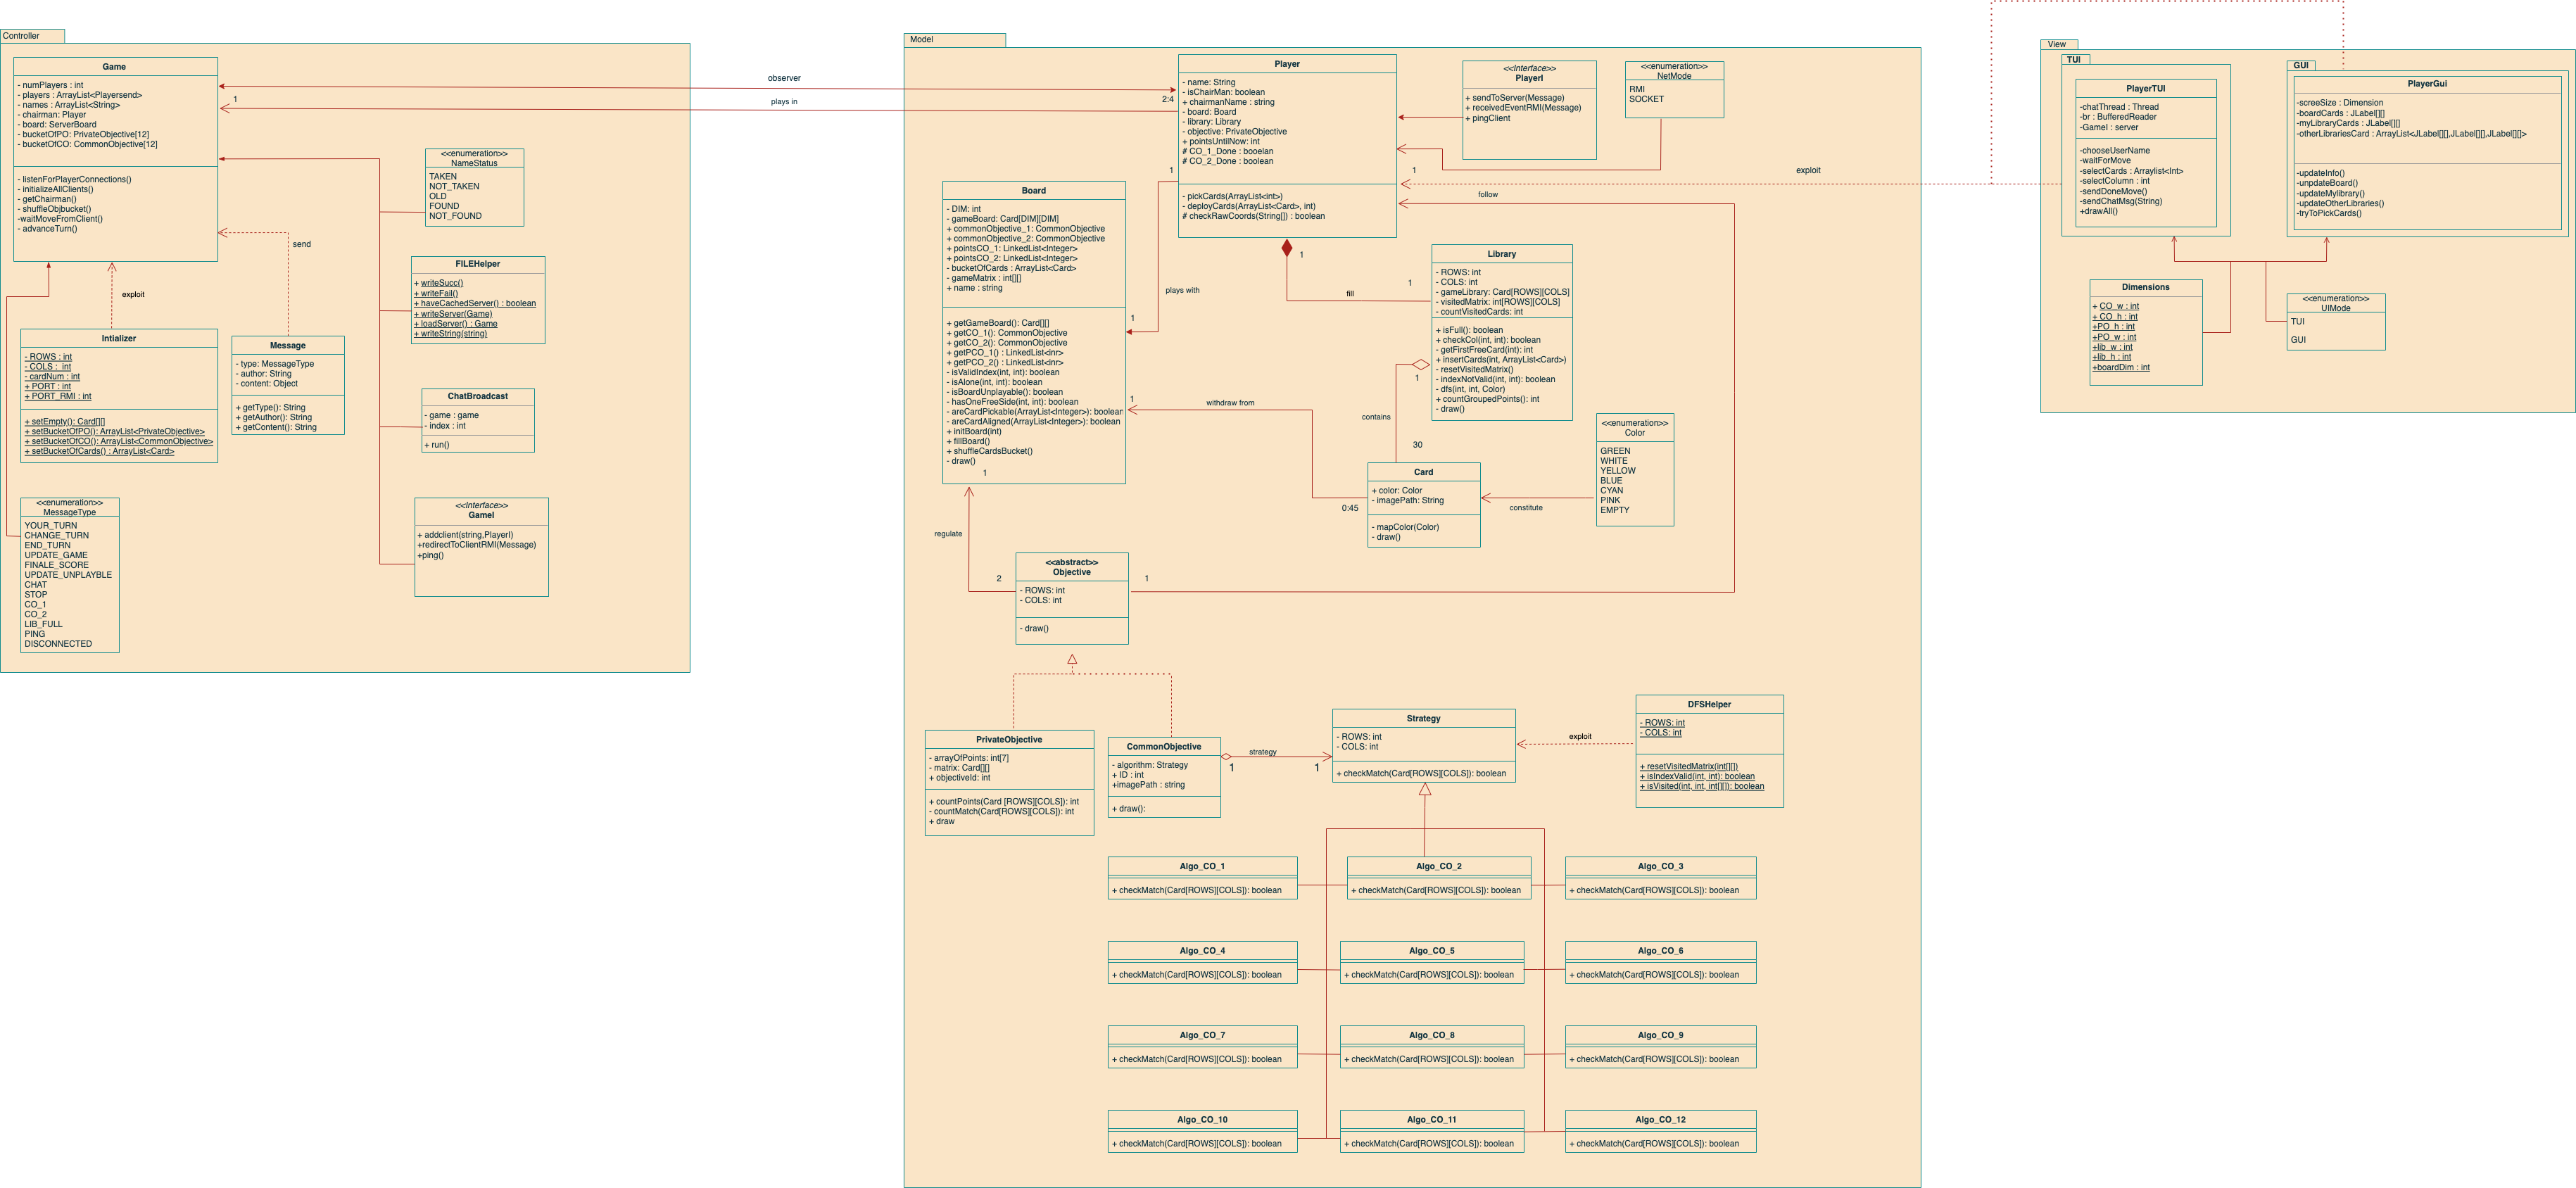 Controller
Game
- numPlayers : int
- players : ArrayList<Playersend>
- names : ArrayList<String>
- chairman: Player
- board: ServerBoard
- bucketOfPO: PrivateObjective[12]
- bucketOfCO: CommonObjective[12]
- listenForPlayerConnections()
- initializeAllClients()
- getChairman()
- shuffleObjbucket()
-waitMoveFromClient()
- advanceTurn()
1
exploit
send
<<enumeration>>
NameStatus
TAKEN
NOT_TAKEN
OLD
FOUND
NOT_FOUND
FILEHelper
+ writeSucc()
+ writeFail()
+ haveCachedServer() : boolean
+ writeServer(Game)
+ loadServer() : Game
+ writeString(string)
Intializer
- ROWS : int
- COLS : int
- cardNum : int
+ PORT : int
+ PORT_RMI : int
+ setEmpty(): Card[][]
+ setBucketOfPO(): ArrayList<PrivateObjective>
+ setBucketOfCO(): ArrayList<CommonObjective>
+ setBucketOfCards() : ArrayList<Card>
Message
- type: MessageType
- author: String
- content: Object
+ getType(): String
+ getAuthor(): String
+ getContent(): String
ChatBroadcast
- game : game
- index : int
+ run()
<<enumeration>>
MessageType
YOUR_TURN
CHANGE_TURN
END_TURN
UPDATE_GAME
FINALE_SCORE
UPDATE_UNPLAYBLE
CHAT
STOP
CO_1
CO_2
LIB_FULL
PING
DISCONNECTED
<<Interface>>
GameI
+ addclient(string,PlayerI)
+redirectToClientRMI(Message)
+ping()
observer
plays in
Model
2:4
Player
- name: String
- isChairMan: boolean
+ chairmanName : string
- board: Board
- library: Library
- objective: PrivateObjective
+ pointsUntilNow: int
# CO_1_Done : booelan
# CO_2_Done : boolean
- pickCards(ArrayList<int>)
- deployCards(ArrayList<Card>, int)
# checkRawCoords(String[]) : boolean
<<Interface>>
PlayerI
+ sendToServer(Message)
+ receivedEventRMI(Message)
+ pingClient
<<enumeration>>
NetMode
RMI
SOCKET
1
1
follow
exploit
Board
- DIM: int
- gameBoard: Card[DIM][DIM]
+ commonObjective_1: CommonObjective
+ commonObjective_2: CommonObjective
+ pointsCO_1: LinkedList<Integer>
+ pointsCO_2: LinkedList<Integer>
- bucketOfCards : ArrayList<Card>
- gameMatrix : int[][]
+ name : string
+ getGameBoard(): Card[][]
+ getCO_1(): CommonObjective
+ getCO_2(): CommonObjective
+ getPCO_1() : LinkedList<inr>
+ getPCO_2() : LinkedList<inr>
- isValidIndex(int, int): boolean
- isAlone(int, int): boolean
- isBoardUnplayable(): boolean
- hasOneFreeSide(int, int): boolean
- areCardPickable(ArrayList<Integer>): boolean
- areCardAligned(ArrayList<Integer>): boolean
+ initBoard(int)
+ fillBoard()
+ shuffleCardsBucket()
- draw()
1
plays with
1
1
withdraw from
1
fill
1
Library
- ROWS: int
- COLS: int
- gameLibrary: Card[ROWS][COLS]
- visitedMatrix: int[ROWS][COLS]
- countVisitedCards: int
+ isFull(): boolean
+ checkCol(int, int): boolean
- getFirstFreeCard(int): int
+ insertCards(int, ArrayList<Card>)
- resetVisitedMatrix()
- indexNotValid(int, int): boolean
- dfs(int, int, Color)
+ countGroupedPoints(): int
- draw()
1
contains
30
Card
+ color: Color
- imagePath: String
- mapColor(Color)
- draw()
0:45
constitute
<<enumeration>>
Color
GREEN
WHITE
YELLOW
BLUE
CYAN
PINK
EMPTY
regulate
2
1
<<abstract>>
Objective
- ROWS: int
- COLS: int
- draw()
PrivateObjective
- arrayOfPoints: int[7]
- matrix: Card[][]
+ objectiveId: int
+ countPoints(Card [ROWS][COLS]): int
- countMatch(Card[ROWS][COLS]): int
+ draw
CommonObjective
- algorithm: Strategy
+ ID : int
+imagePath : string
+ draw():
strategy
1
1
Strategy
- ROWS: int
- COLS: int
+ checkMatch(Card[ROWS][COLS]): boolean
exploit
DFSHelper
- ROWS: int
- COLS: int
+ resetVisitedMatrix(int[][])
+ isIndexValid(int, int): boolean
+ isVisited(int, int, int[][]): boolean
Algo_CO_1
+ checkMatch(Card[ROWS][COLS]): boolean
Algo_CO_2
+ checkMatch(Card[ROWS][COLS]): boolean
Algo_CO_3
+ checkMatch(Card[ROWS][COLS]): boolean
Algo_CO_4
+ checkMatch(Card[ROWS][COLS]): boolean
Algo_CO_5
+ checkMatch(Card[ROWS][COLS]): boolean
Algo_CO_6
+ checkMatch(Card[ROWS][COLS]): boolean
Algo_CO_7
+ checkMatch(Card[ROWS][COLS]): boolean
Algo_CO_8
+ checkMatch(Card[ROWS][COLS]): boolean
Algo_CO_9
+ checkMatch(Card[ROWS][COLS]): boolean
Algo_CO_10
+ checkMatch(Card[ROWS][COLS]): boolean
Algo_CO_11
+ checkMatch(Card[ROWS][COLS]): boolean
Algo_CO_12
+ checkMatch(Card[ROWS][COLS]): boolean
View
TUI
PlayerTUI
-chatThread : Thread
-br : BufferedReader
-GameI : server
-chooseUserName
-waitForMove
-selectCards : Arraylist<Int>
-selectColumn : int
-sendDoneMove()
-sendChatMsg(String)
+drawAll()
GUI
PlayerGui
-screeSize : Dimension
-boardCards : JLabel[][]
-myLibraryCards : JLabel[][]
-otherLibrariesCard : ArrayList<JLabel[][],JLabel[][],JLabel[][]>
-updateInfo()
-unpdateBoard()
-updateMylibrary()
-updateOtherLibraries()
-tryToPickCards()
Dimensions
+ CO_w : int
+ CO_h : int
+PO_h : int
+PO_w : int
+lib_w : int
+lib_h : int
+boardDim : int
<<enumeration>>
UIMode
TUI
GUI